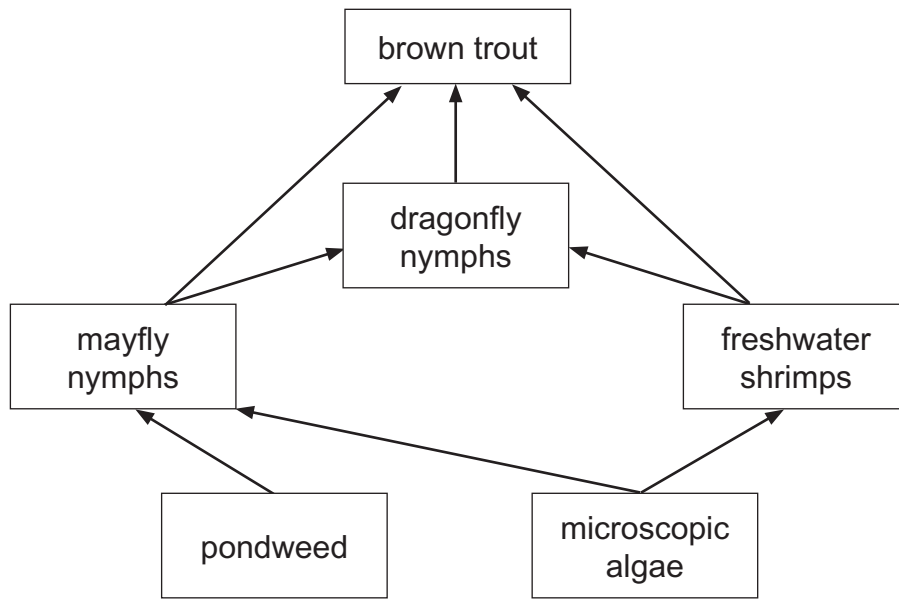 brown trout
dragonfly
nymphs
mayfly
nymphs
freshwater
shrimps
pondweed
microscopic
algae